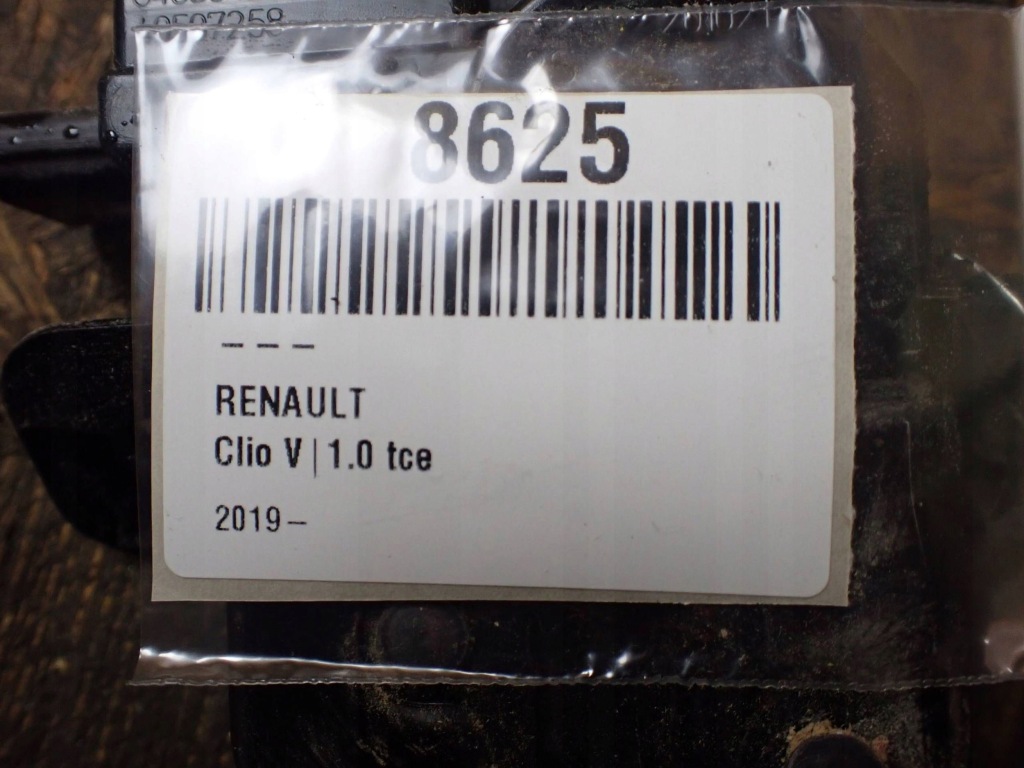 8625
---
RENAULT
Clio V | 1.0 tce
2019-